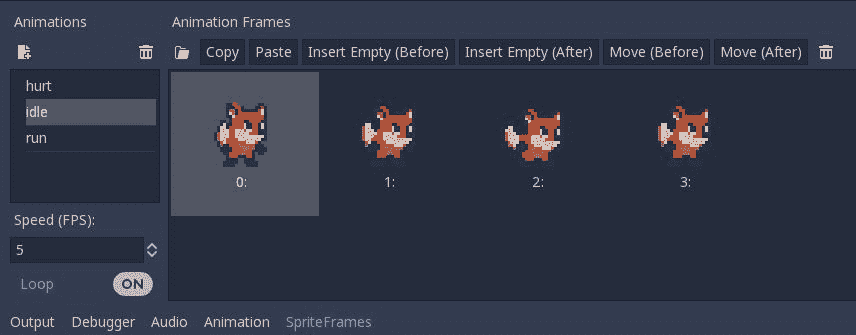 Animations
Animation Frames
Copy Paste Insert Empty (Before) Insert Empty (After) Move (Before) Move (After)
hurt
idle
run
0: 1: 2: 3:
Speed (FPS):
5
Loop ON
Output Debugger Audio Animation SpriteFrames